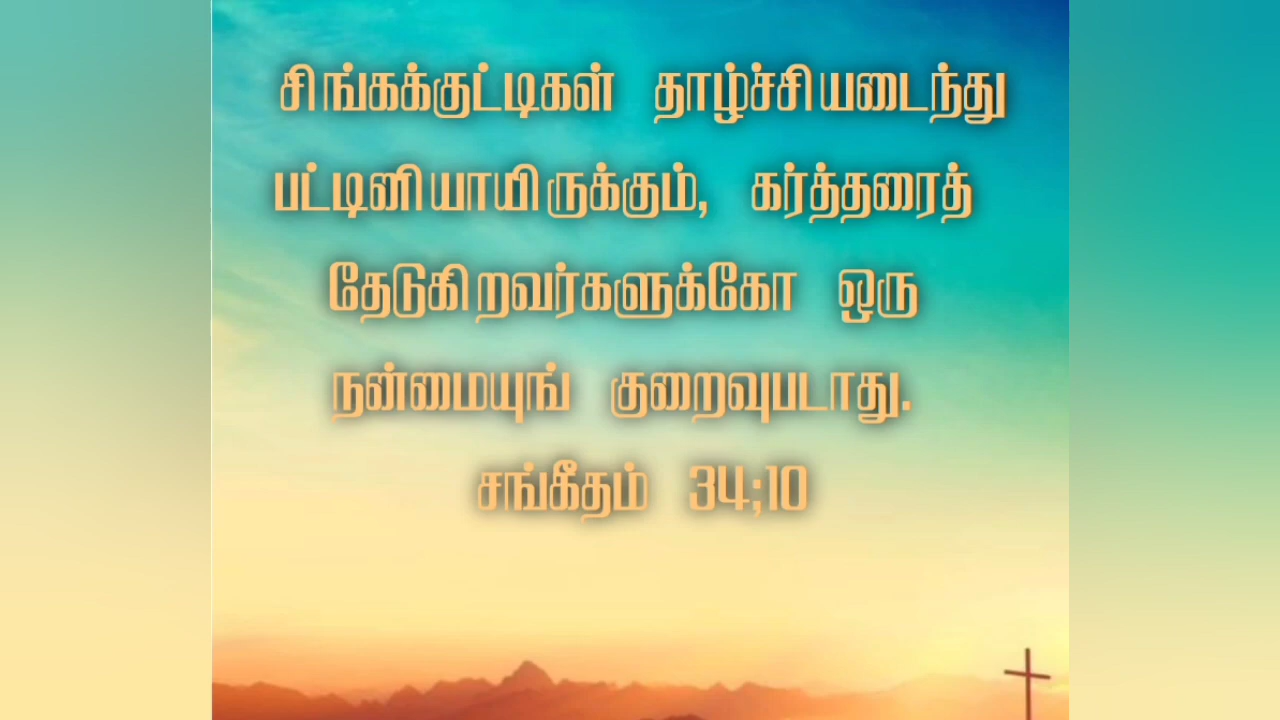 சிங்கக்குட்டிகள் தாழ்ச்சியடைந்து
பட்டினியாயிருக்கும், கர்த்தரைத்
தேடுகிறவர்களுக்கோ ஒரு
நன்மையுங் குறைவுபடாது.
சங்கீதம் 34;10